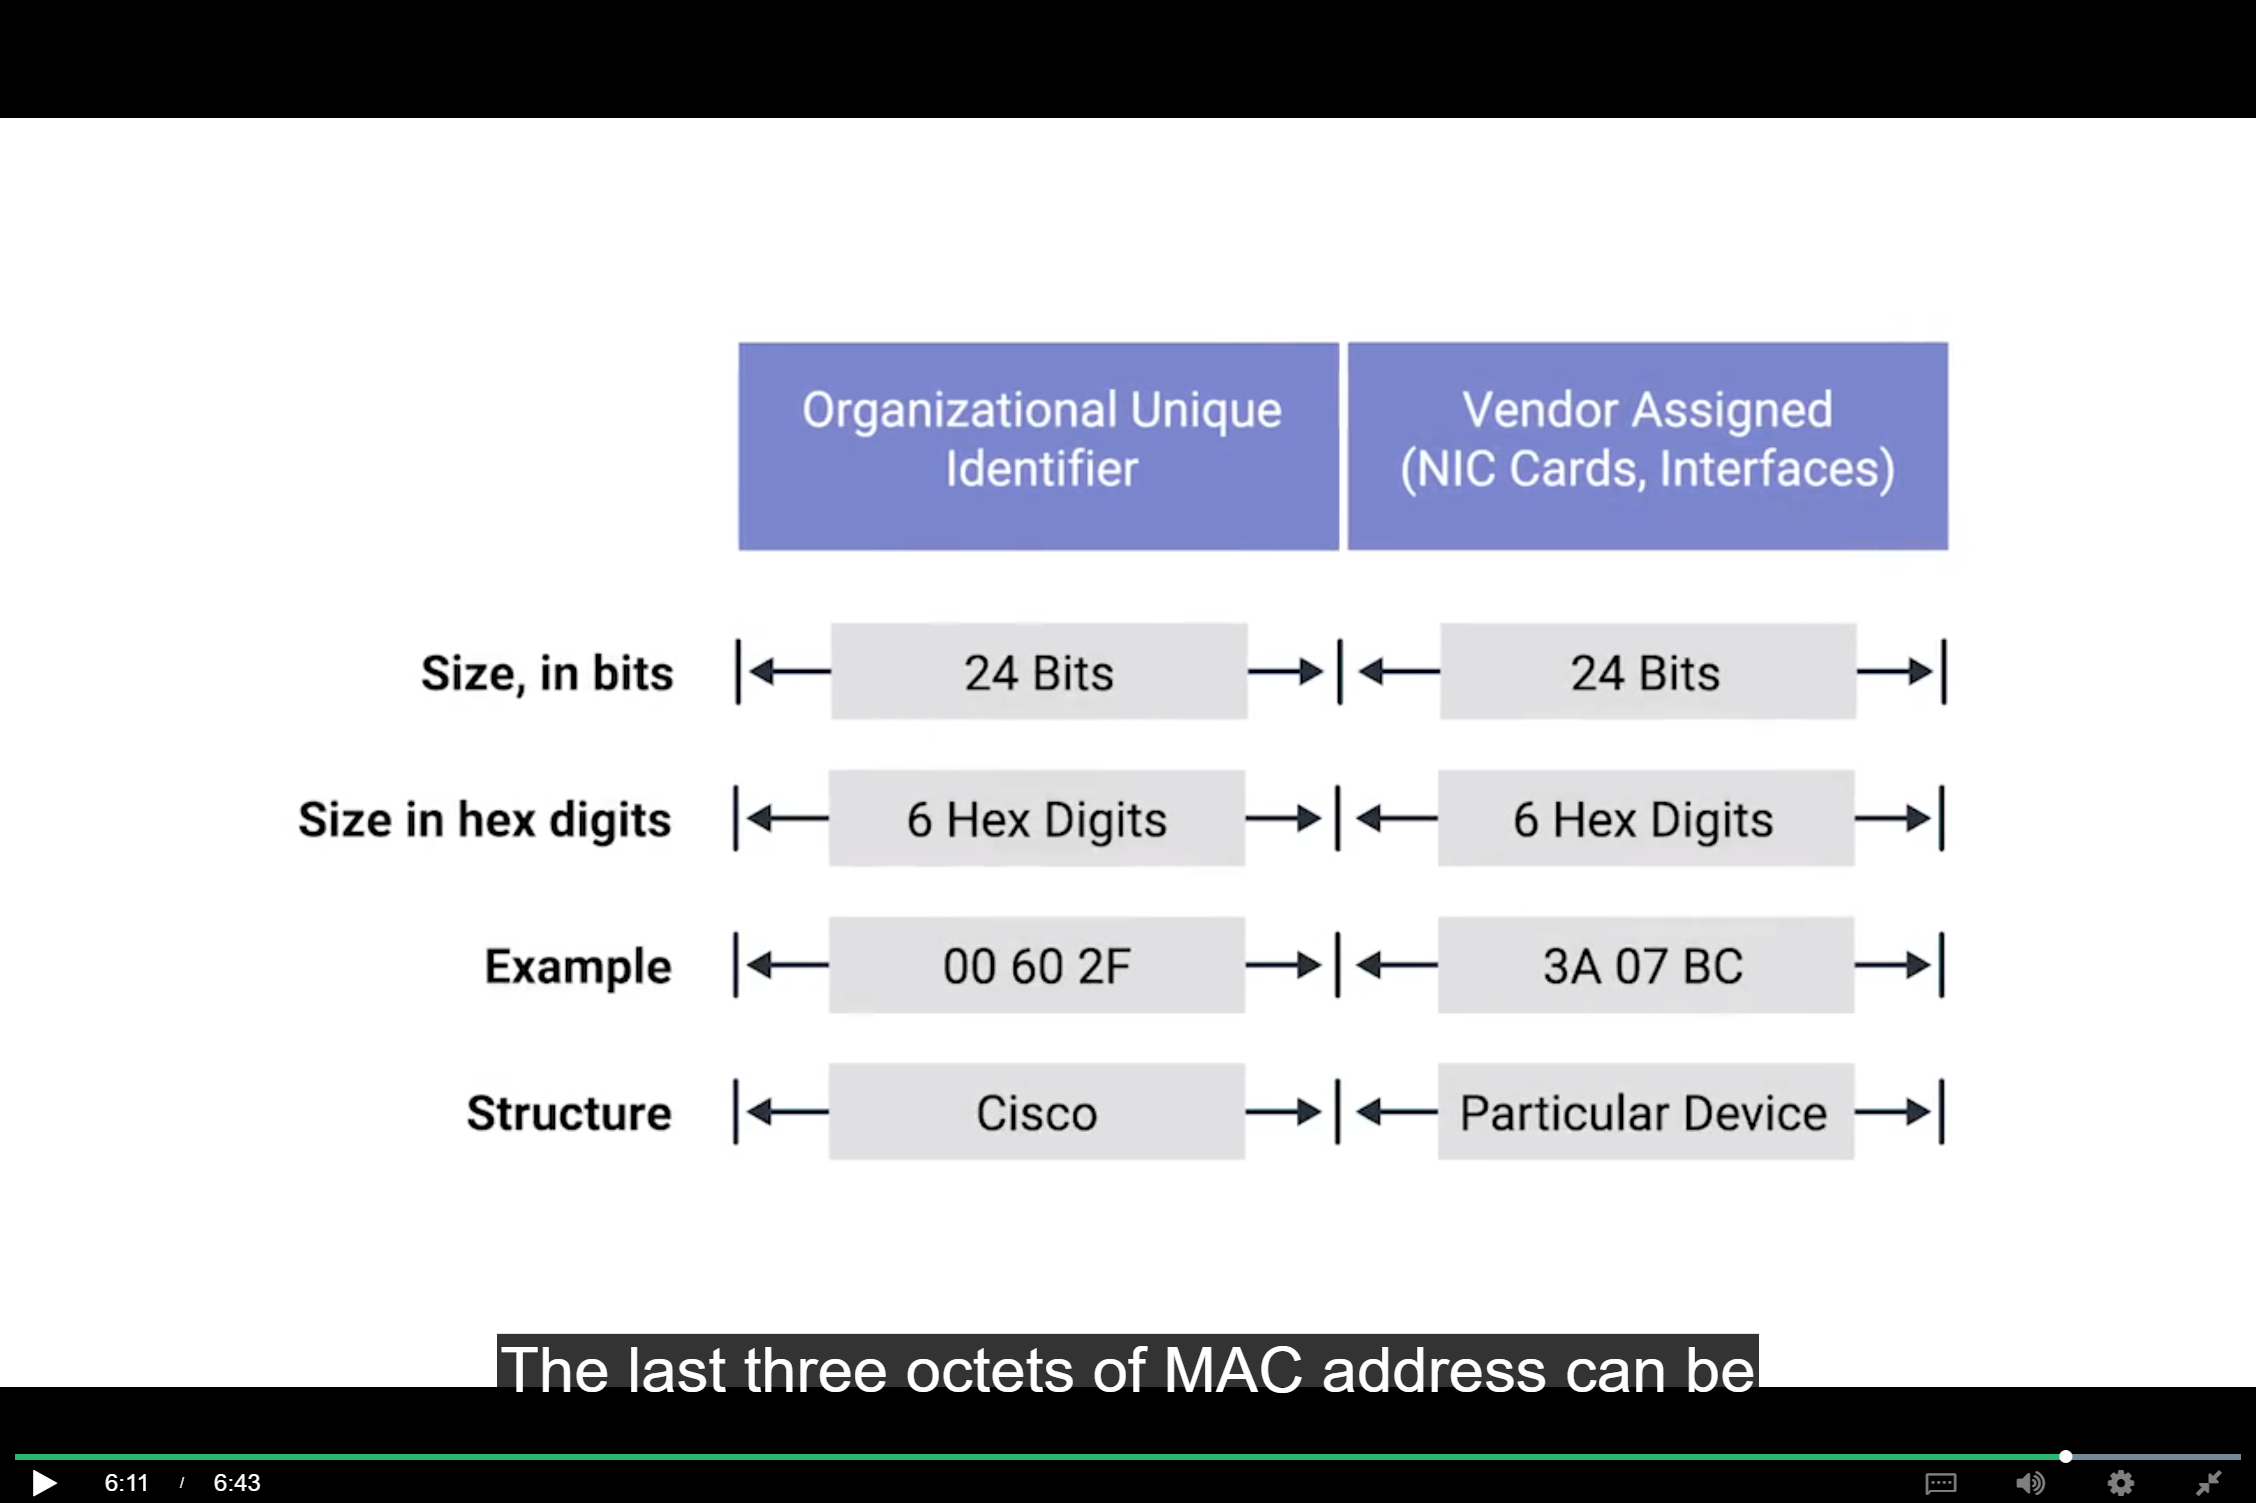 Organizational Unique
Identifier
Vendor Assigned
(NIC Cards, Interfaces)
Size, in bits
24 Bits
24 Bits
Size in hex digits
6 Hex Digits
6 Hex Digits
Example
00 60 2F
3A 07 BC
Structure
Cisco
Particular Device
The last three octets of MAC address can be
6:11 / 6:43